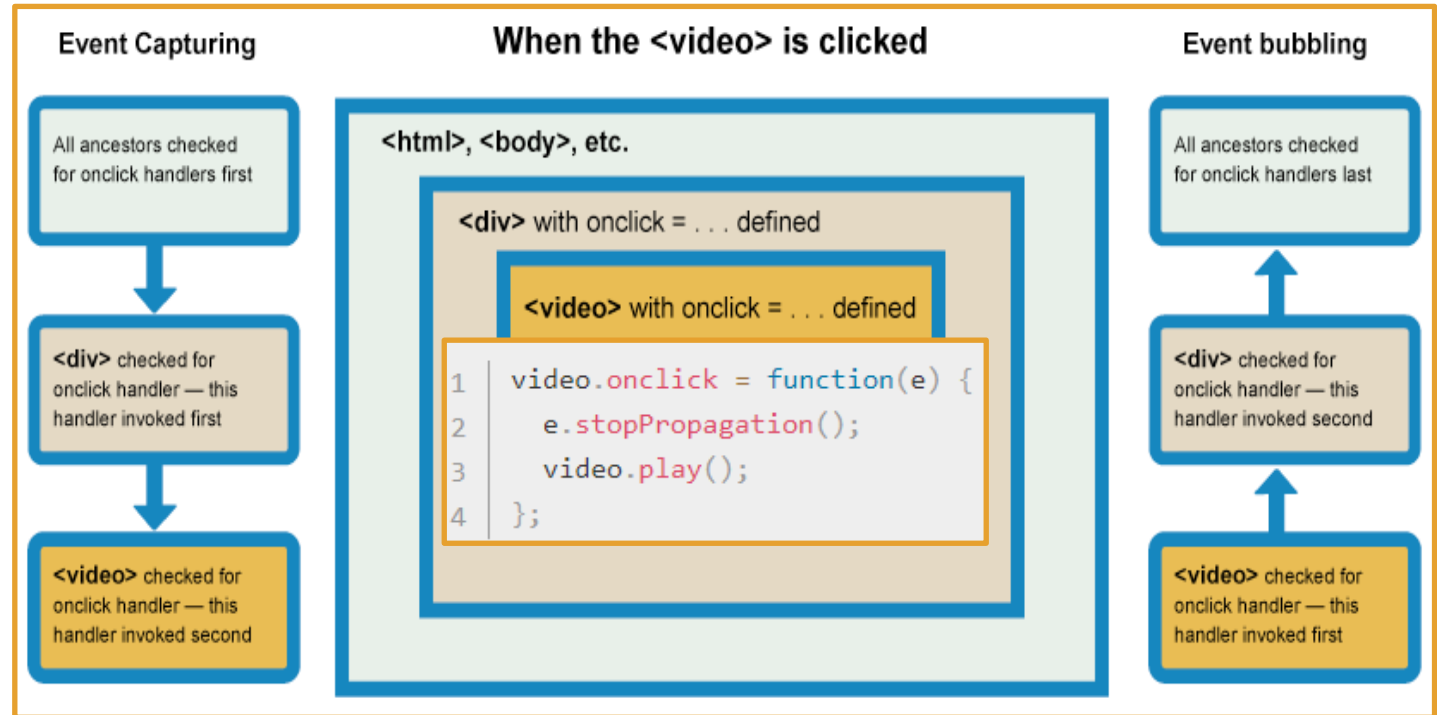 Event Capturing
When the <video> is clicked
Event bubbling
All ancestors checked
for onclick handlers first
<div> checked for
onclick handler — this
handler invoked first
<video> checked for
onclick handler — this
handler invoked second
<html>, <body>, etc.
<div> with onclick = . . . defined
<video> with onclick = . . . defined
1 video.onclick = function(e) {
2 e.stopPropagation();
3 video.play();
4 };
All ancestors checked
for onclick handlers last
<div> checked for
onclick handler — this
handler invoked second
<video> checked for
onclick handler — this
handler invoked first